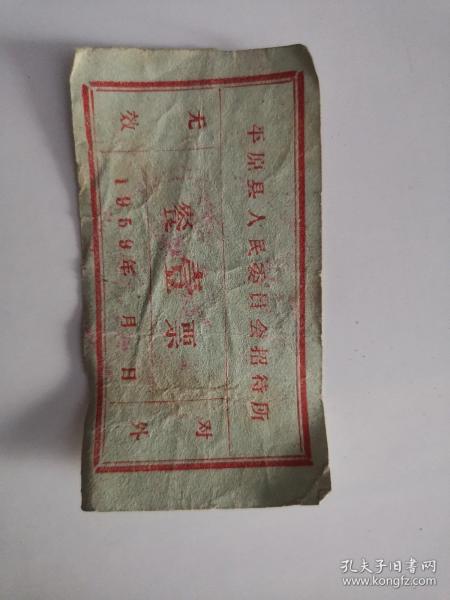 平原县人民委员会招待所
对外
餐壹票
无效
1959年 月 日
孔夫子旧书网
www.kongfz.com